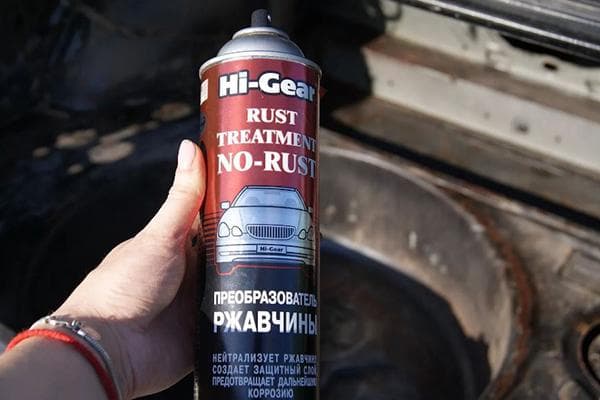 Hi-Gear
RUST
TREATMENT
NO-RUST
Hi-Gear
ПРЕОБРАЗОВАТЕЛЬ
РЖАВЧИНЫ
НЕЙТРАЛИЗУЕТ РЖАВЧИНУ
СОЗДАЕТ ЗАЩИТНЫЙ СЛОЙ
ПРЕДОТВРАЩАЕТ ДАЛЬНЕЙШУЮ
КОРРОЗИЮ